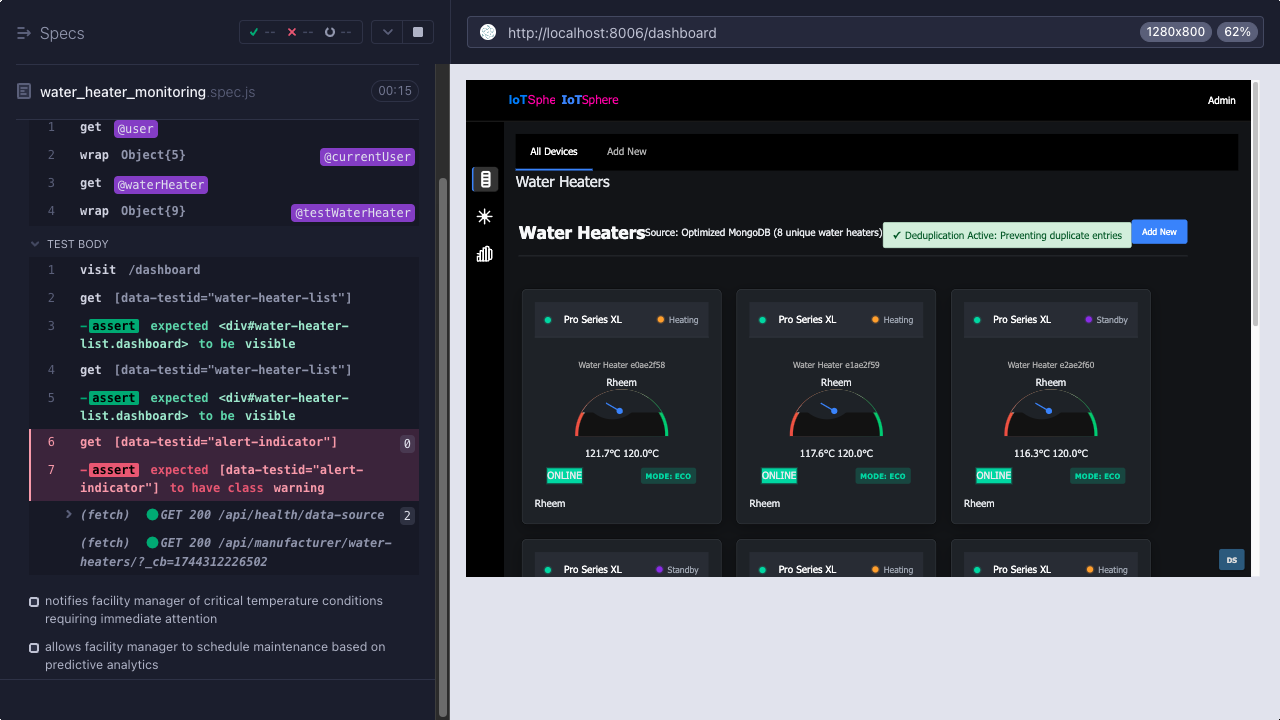 Specs
--
--
--
http://localhost:8006/dashboard
1280x800
62%
water_heater_monitoring.spec.js
00:15
1 get @user
2 wrap Object{5} @currentUser
3 get @waterHeater
4 wrap Object{9} @testWaterHeater
TEST BODY
1 visit /dashboard
2 get [data-testid="water-heater-list"]
3 -assert expected <div#water-heater-
list.dashboard> to be visible
4 get [data-testid="water-heater-list"]
5 -assert expected <div#water-heater-
list.dashboard> to be visible
6 get [data-testid="alert-indicator"] 0
7 -assert expected [data-testid="alert-
indicator"] to have class warning
(fetch) GET 200 /api/health/data-source 2
(fetch) GET 200 /api/manufacturer/water-
heaters/?_cb=1744312226502
notifies facility manager of critical temperature conditions
requiring immediate attention
allows facility manager to schedule maintenance based on
predictive analytics
IoTSphe IoTSphere
Admin
All Devices Add New
Water Heaters
Water Heaters Source: Optimized MongoDB (8 unique water heaters) ✓ Deduplication Active: Preventing duplicate entries Add New
Pro Series XL Heating
Water Heater e0ae2f58
Rheem
121.7°C 120.0°C
ONLINE MODE: ECO
Rheem
Pro Series XL Heating
Water Heater e1ae2f59
Rheem
117.6°C 120.0°C
ONLINE MODE: ECO
Rheem
Pro Series XL Standby
Water Heater e2ae2f60
Rheem
116.3°C 120.0°C
ONLINE MODE: ECO
Rheem
Pro Series XL Standby
Pro Series XL Heating
Pro Series XL Heating
DS